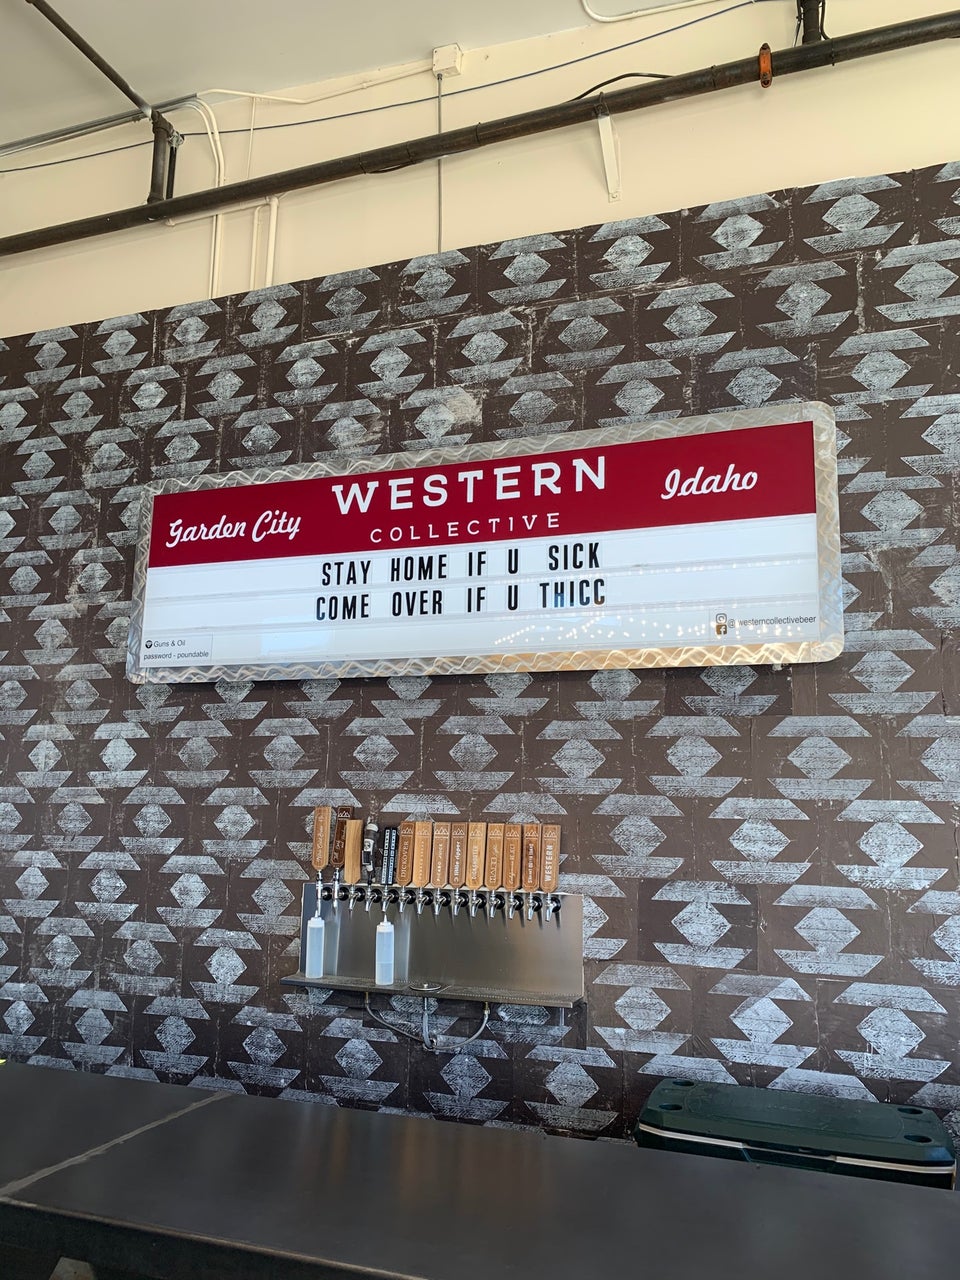 Garden City
WESTERN
COLLECTIVE
Idaho
STAY HOME IF U SICK
COME OVER IF U THICC
Guns & Oil
password - poundable
@westerncollectivebeer
WESTERN